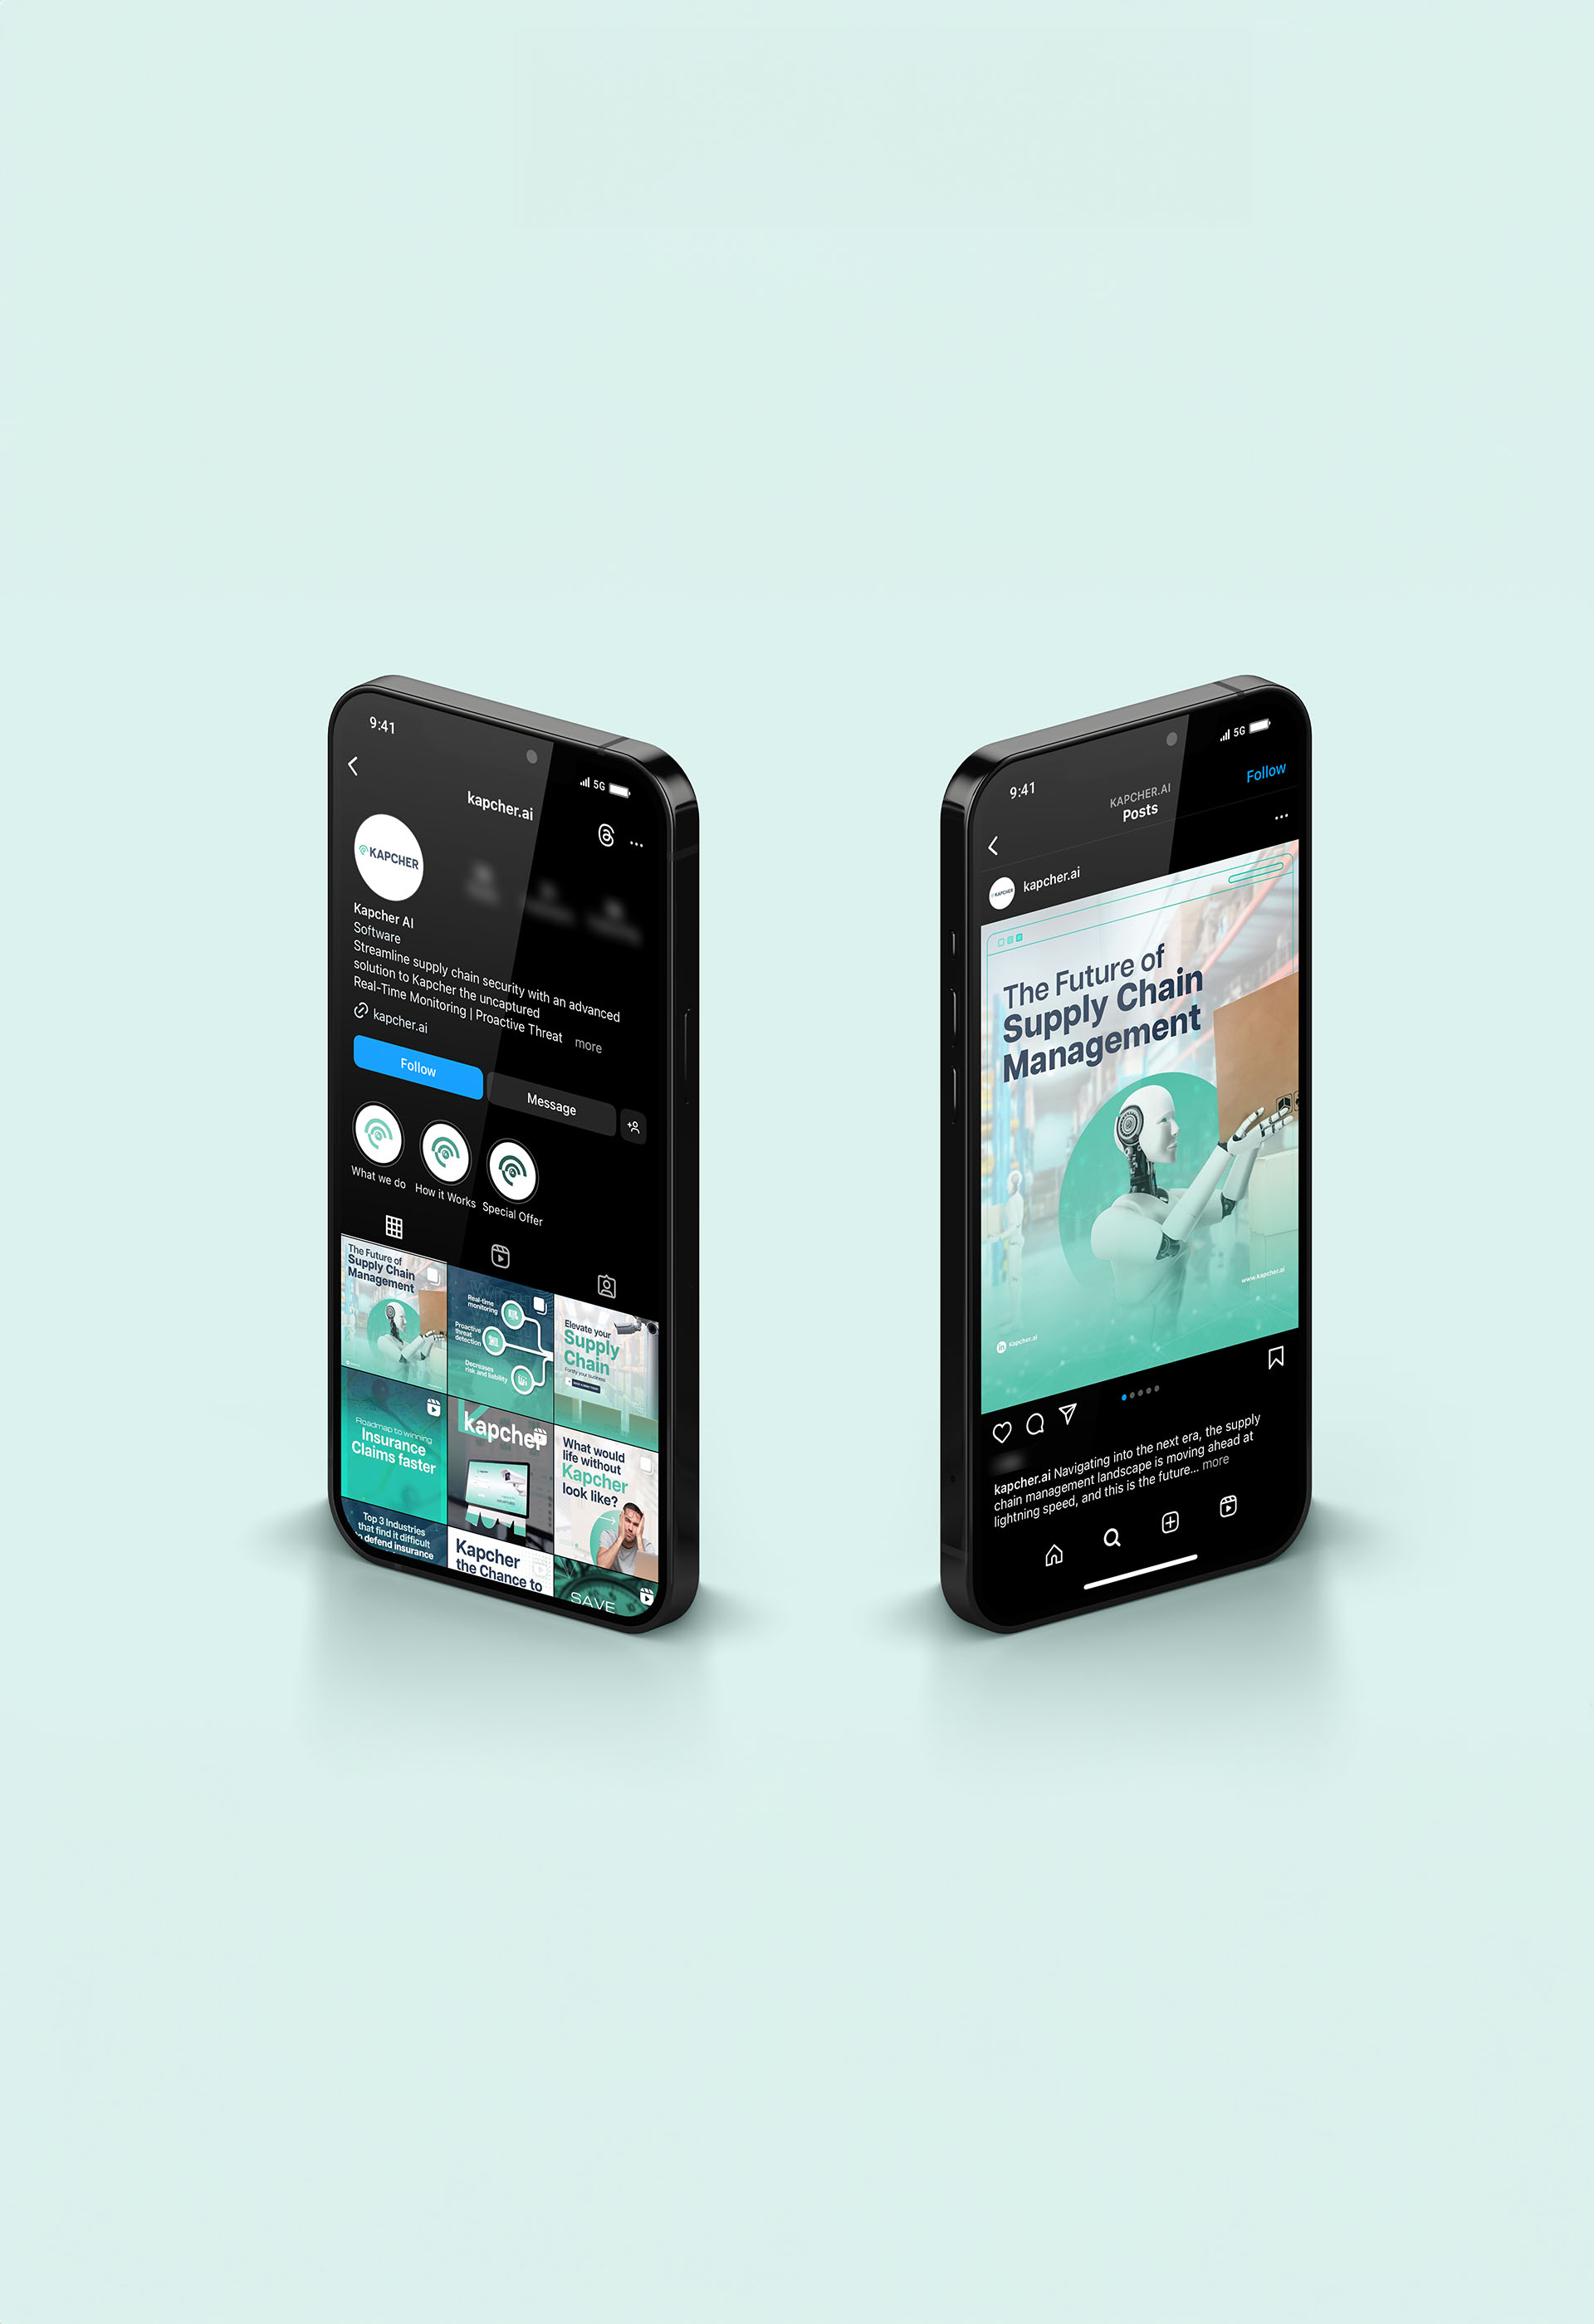 9:41
5G
kapcher.ai
KAPCHER
Kapcher AI
Software
Streamline supply chain security with an advanced
solution to Kapcher the uncaptured
Real-Time Monitoring | Proactive Threat more
kapcher.ai
Follow
Message
What we do
How it Works
Special Offer
The Future of
Supply Chain
Management
Real-time
monitoring
Proactive
threat
detection
Decreases
risk and liability
Elevate your
Supply
Chain
Fortify your business
Roadmap to winning
Insurance
Claims faster
kapcher
What would
life without
Kapcher
look like?
Top 3 Industries
that find it difficult
to defend insurance
Kapcher
the Chance to
SAVE
9:41
5G
KAPCHER.AI
Posts
Follow
KAPCHER
kapcher.ai
The Future of
Supply Chain
Management
www.kapcher.ai
in Kapcher.ai
kapcher.ai Navigating into the next era, the supply
chain management landscape is moving ahead at
lightning speed, and this is the future... more